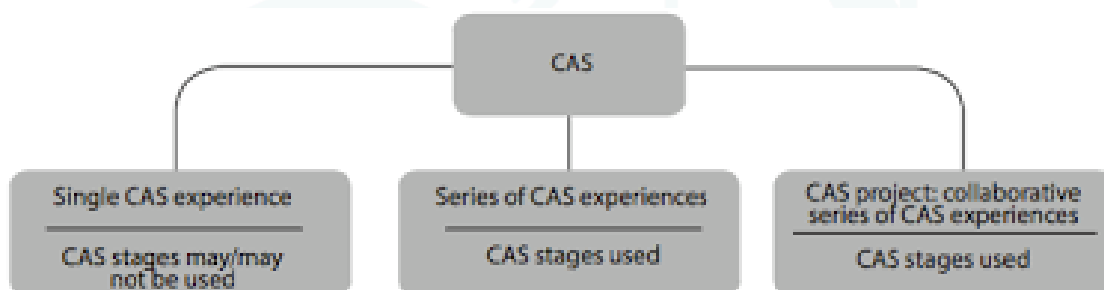 CAS
Single CAS experience
CAS stages may/may
not be used
Series of CAS experiences
CAS stages used
CAS project: collaborative
series of CAS experiences
CAS stages used